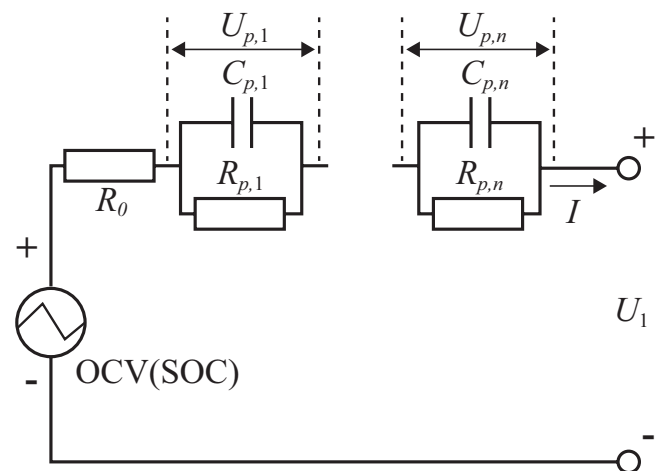 U_{p,1}
U_{p,n}
C_{p,1}
C_{p,n}
R_0
R_{p,1}
R_{p,n}
I
+
+
U_1
OCV(SOC)
-
-